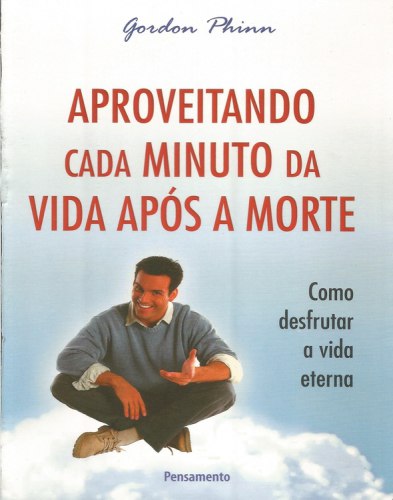 Gordon Phinn
APROVEITANDO
CADA MINUTO DA
VIDA APÓS A MORTE
Como
desfrutar
a vida
eterna
Pensamento